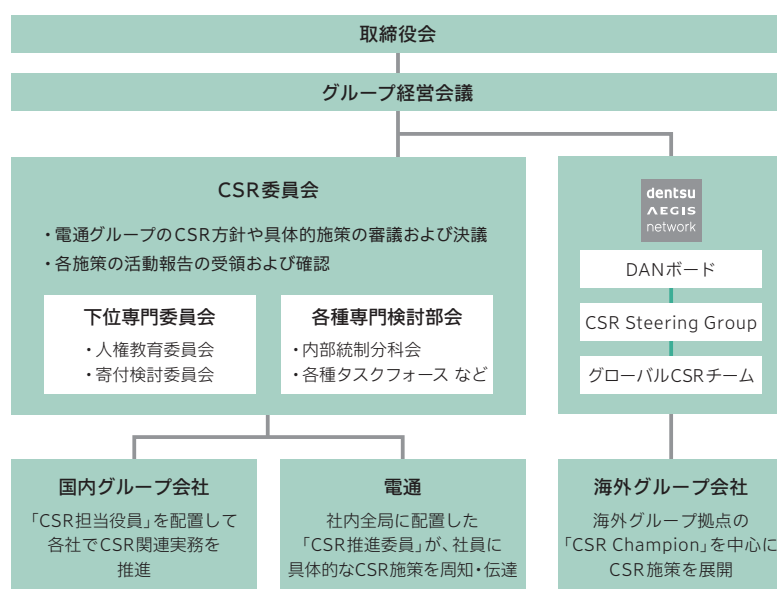 取締役会
グループ経営会議
CSR委員会
・電通グループのCSR方針や具体的施策の審議および決議
・各施策の活動報告の受領および確認
下位専門委員会
・人権教育委員会
・寄付検討委員会
各種専門検討部会
・内部統制分科会
・各種タスクフォース など
dentsu
AEGIS
network
DANボード
CSR Steering Group
グローバルCSRチーム
国内グループ会社
「CSR担当役員」を配置して
各社でCSR関連実務を
推進
電通
社内全局に配置した
「CSR推進委員」が、社員に
具体的なCSR施策を周知・伝達
海外グループ会社
海外グループ拠点の
「CSR Champion」を中心に
CSR施策を展開